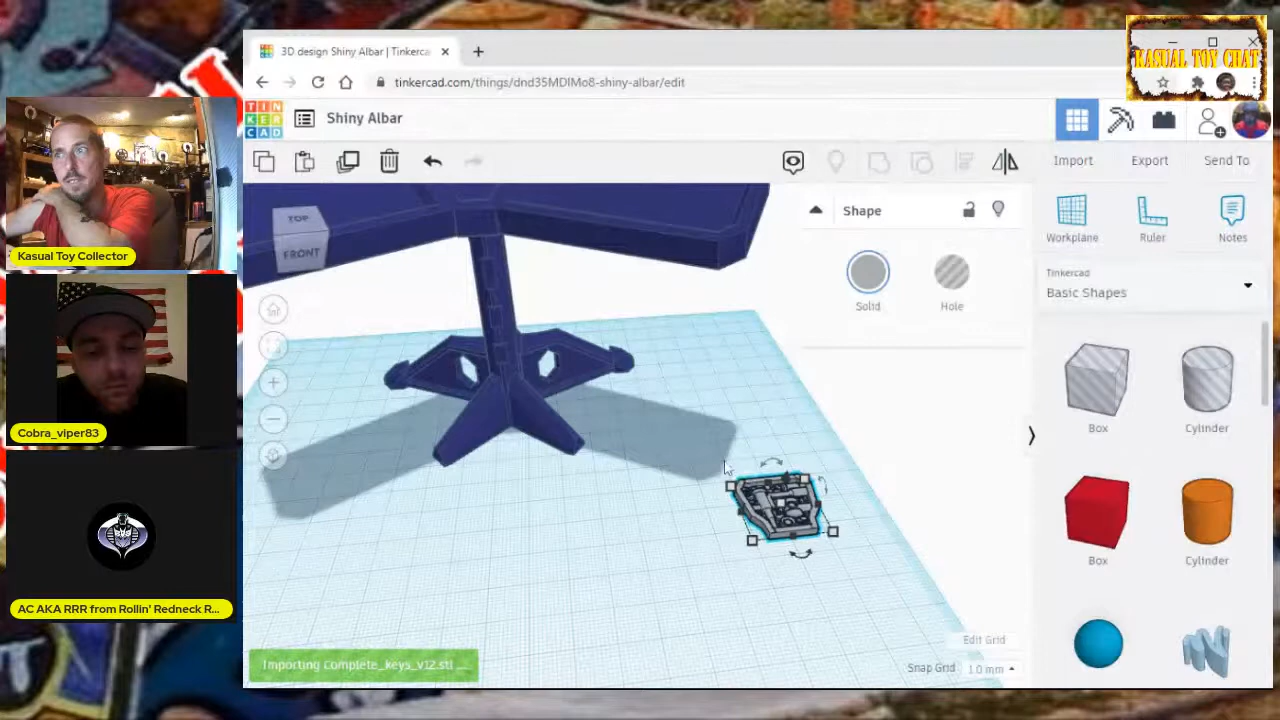 KASUAL TOY CHAT
3D design Shiny Albar | Tinkerca
tinkercad.com/things/dnd35MDlMo8-shiny-albar/edit
TIN
KER
CAD
Shiny Albar
Import
Export
Send To
TOP
FRONT
Shape
Solid
Hole
Workplane
Ruler
Notes
Tinkercad
Basic Shapes
Box
Cylinder
Box
Cylinder
Edit Grid
Snap Grid
1.0 mm
Importing Complete_keys_v12.stl ...
Kasual Toy Collector
Cobra_viper83
AC AKA RRR from Rollin' Redneck R...